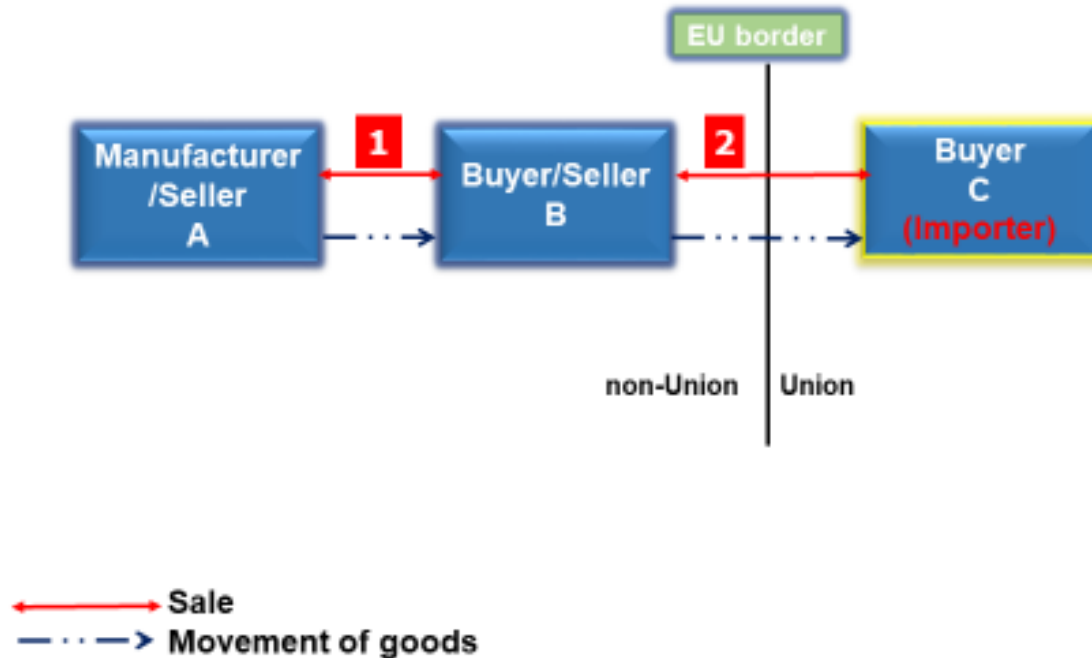 EU border
Manufacturer
/Seller
A
1
Buyer/Seller
B
2
Buyer
C
(Importer)
non-Union
Union
Sale
Movement of goods